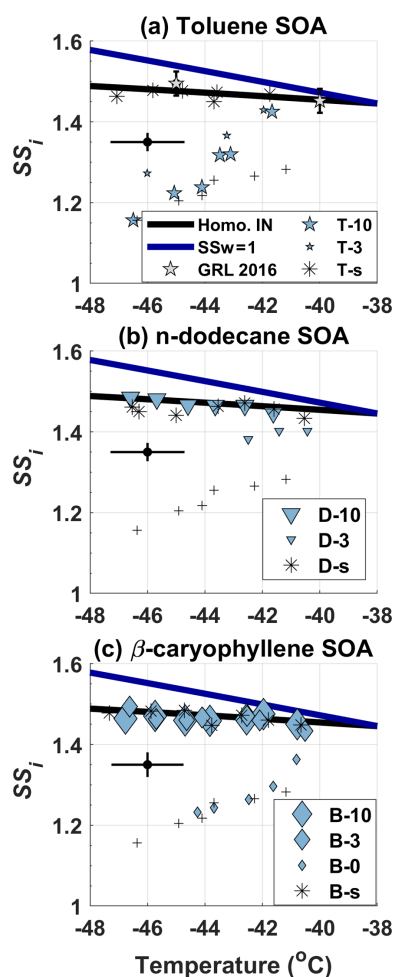 (a) Toluene SOA
1.6
1.4
1.2
1
SSᵢ
Homo. IN
SSw=1
GRL 2016
T-10
T-3
T-s
-48 -46 -44 -42 -40 -38
(b) n-dodecane SOA
1.6
1.4
1.2
1
SSᵢ
D-10
D-3
D-s
-48 -46 -44 -42 -40 -38
(c) β-caryophyllene SOA
1.6
1.4
1.2
1
SSᵢ
B-10
B-3
B-0
B-s
-48 -46 -44 -42 -40 -38
Temperature (°C)